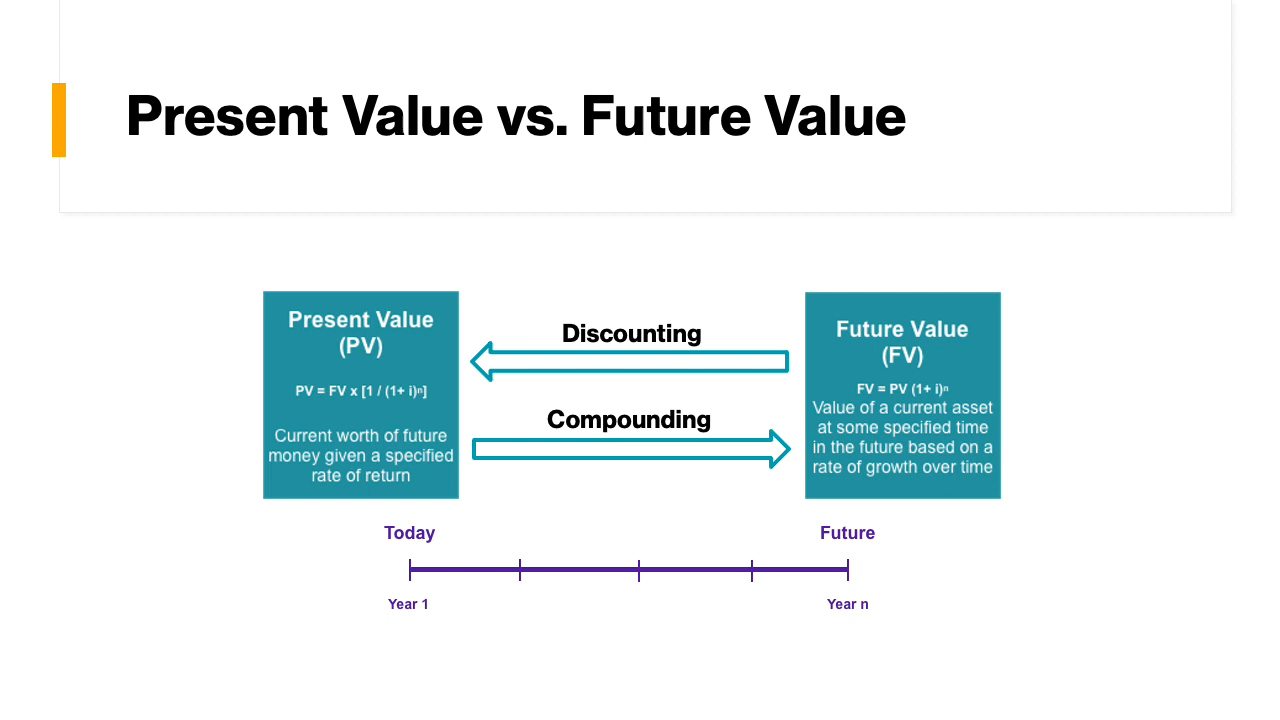 Present Value vs. Future Value
Present Value
(PV)
PV = FV x [1 / (1+ i)ⁿ]
Current worth of future
money given a specified
rate of return
Discounting
Compounding
Future Value
(FV)
FV = PV (1+ i)ⁿ
Value of a current asset
at some specified time
in the future based on a
rate of growth over time
Today
Future
Year 1
Year n